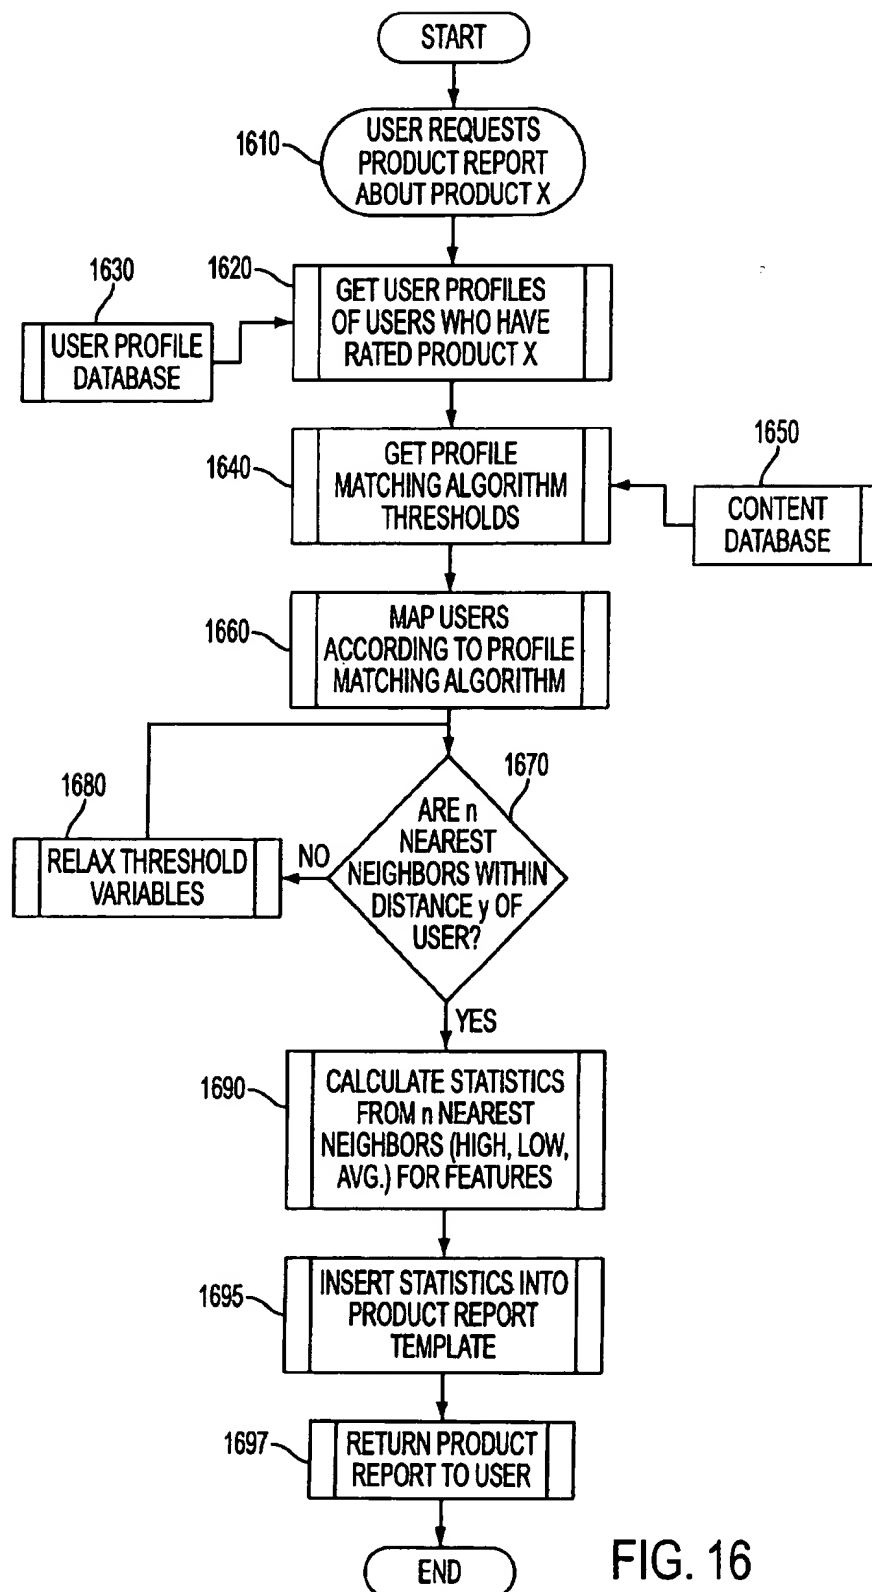 START
1610
USER REQUESTS
PRODUCT REPORT
ABOUT PRODUCT X
1630
USER PROFILE
DATABASE
1620
GET USER PROFILES
OF USERS WHO HAVE
RATED PRODUCT X
1640
GET PROFILE
MATCHING ALGORITHM
THRESHOLDS
1650
CONTENT
DATABASE
1660
MAP USERS
ACCORDING TO PROFILE
MATCHING ALGORITHM
1670
ARE n
NEAREST
NEIGHBORS WITHIN
DISTANCE y OF
USER?
NO
1680
RELAX THRESHOLD
VARIABLES
YES
1690
CALCULATE STATISTICS
FROM n NEAREST
NEIGHBORS (HIGH, LOW,
AVG.) FOR FEATURES
1695
INSERT STATISTICS INTO
PRODUCT REPORT
TEMPLATE
1697
RETURN PRODUCT
REPORT TO USER
END
FIG. 16